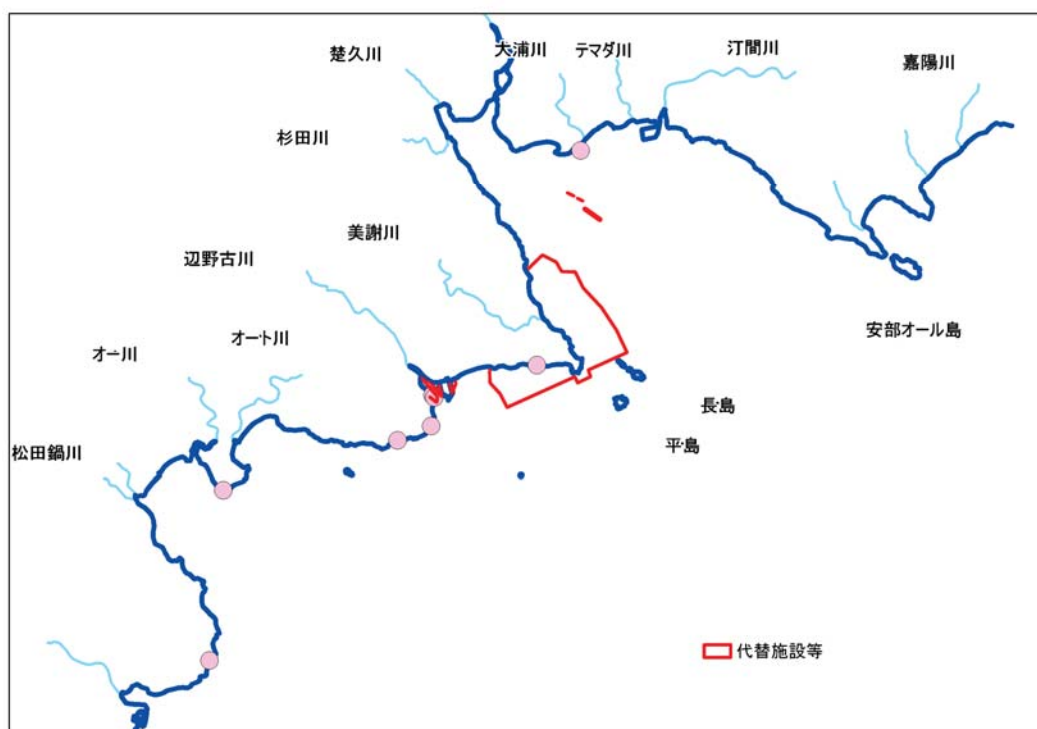 楚久川
大浦川
テマダ川
汀間川
嘉陽川
杉田川
美謝川
辺野古川
オー川
オート川
安部オール島
長島
平島
松田鍋川
代替施設等